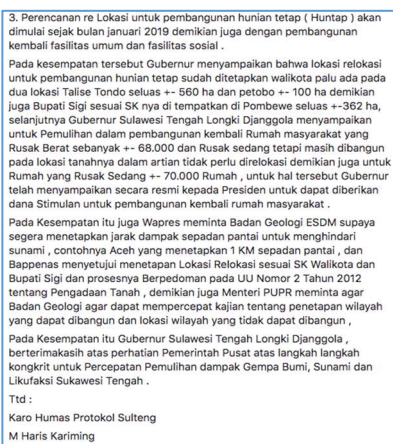 3. Perencanan re Lokasi untuk pembangunan hunian tetap ( Huntap ) akan
dimulai sejak bulan januari 2019 demikian juga dengan pembangunan
kembali fasilitas umum dan fasilitas sosial .
Pada kesempatan tersebut Gubernur menyampaikan bahwa lokasi relokasi
untuk pembangunan hunian tetap sudah ditetapkan walikota palu ada pada
dua lokasi Talise Tondo seluas +- 560 ha dan petobo +- 100 ha demikian
juga Bupati Sigi sesuai SK nya di tempatkan di Pombewe seluas +-362 ha,
selanjutnya Gubernur Sulawesi Tengah Longki Djanggola menyampaikan
untuk Pemulihan dalam pembangunan kembali Rumah masyarakat yang
Rusak Berat sebanyak +- 68.000 dan Rusak sedang tetapi masih dibangun
pada lokasi tanahnya dalam artian tidak perlu direlokasi demikian juga untuk
Rumah yang Rusak Sedang +- 70.000 Rumah , untuk hal tersebut Gubernur
telah menyampaikan secara resmi kepada Presiden untuk dapat diberikan
dana Stimulan untuk pembangunan kembali rumah masyarakat .
Pada Kesempatan itu juga Wapres meminta Badan Geologi ESDM supaya
segera menetapkan jarak dampak sepadan pantai untuk menghindari
sunami , contohnya Aceh yang menetapkan 1 KM sepadan pantai , dan
Bappenas menyetujui menetapan Lokasi Relokasi sesuai SK Walikota dan
Bupati Sigi dan prosesnya Berpedoman pada UU Nomor 2 Tahun 2012
tentang Pengadaan Tanah , demikian juga Menteri PUPR meminta agar
Badan Geologi agar dapat mempercepat kajian tentang penetapan wilayah
yang dapat dibangun dan lokasi wilayah yang tidak dapat dibangun ,
Pada Kesempatan itu Gubernur Sulawesi Tengah Longki Djanggola ,
berterimakasih atas perhatian Pemerintah Pusat atas langkah langkah
kongkrit untuk Percepatan Pemulihan dampak Gempa Bumi, Sunami dan
Likufaksi Sukawesi Tengah .
Ttd :
Karo Humas Protokol Sulteng
M Haris Kariming